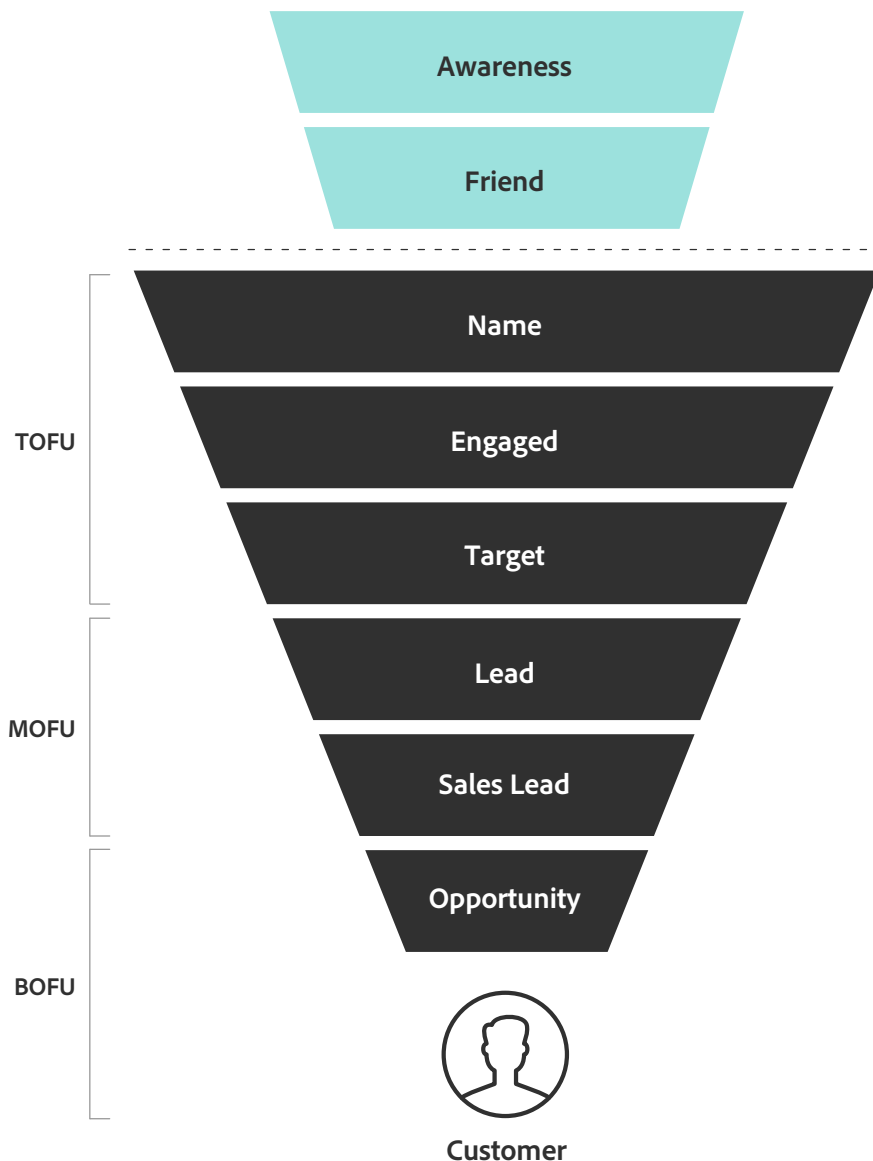 Awareness
Friend
Name
TOFU
Engaged
Target
Lead
MOFU
Sales Lead
Opportunity
BOFU
Customer